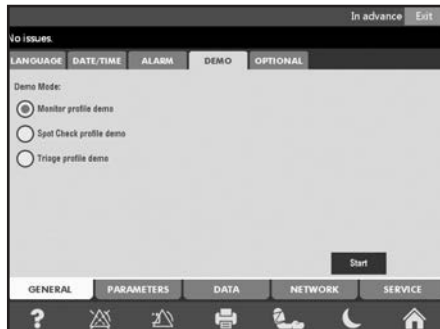 In advance Exit
No issues.
LANGUAGE DATE/TIME ALARM DEMO OPTIONAL
Demo Mode:
Monitor profile demo
Spot Check profile demo
Triage profile demo
Start
GENERAL PARAMETERS DATA NETWORK SERVICE
?